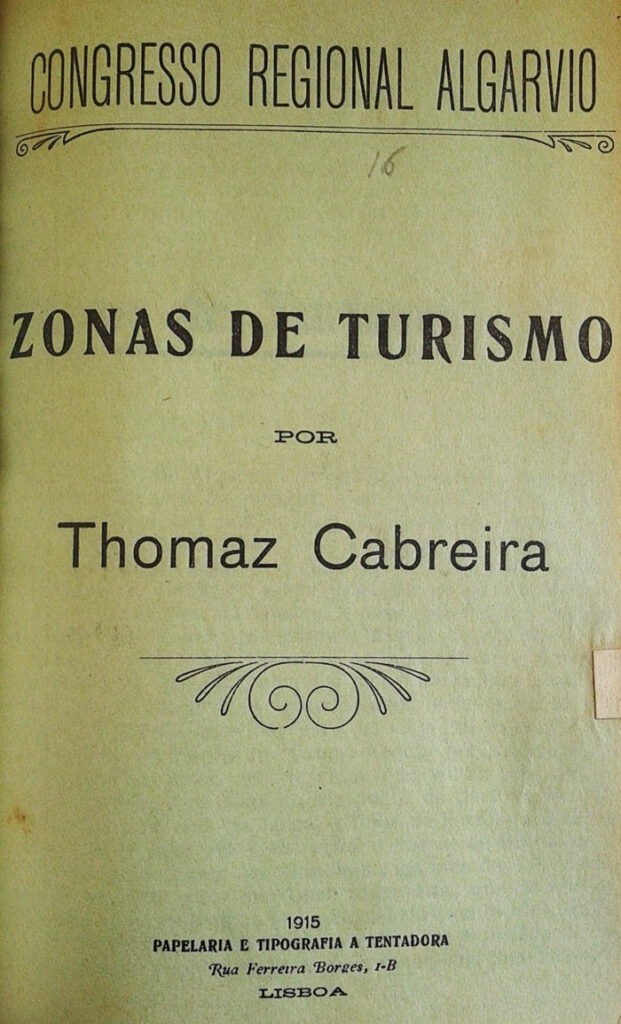 CONGRESSO REGIONAL ALGARVIO
16
ZONAS DE TURISMO
POR
Thomaz Cabreira
1915
PAPELARIA E TIPOGRAFIA A TENTADORA
Rua Ferreira Borges, 1-B
LISBOA